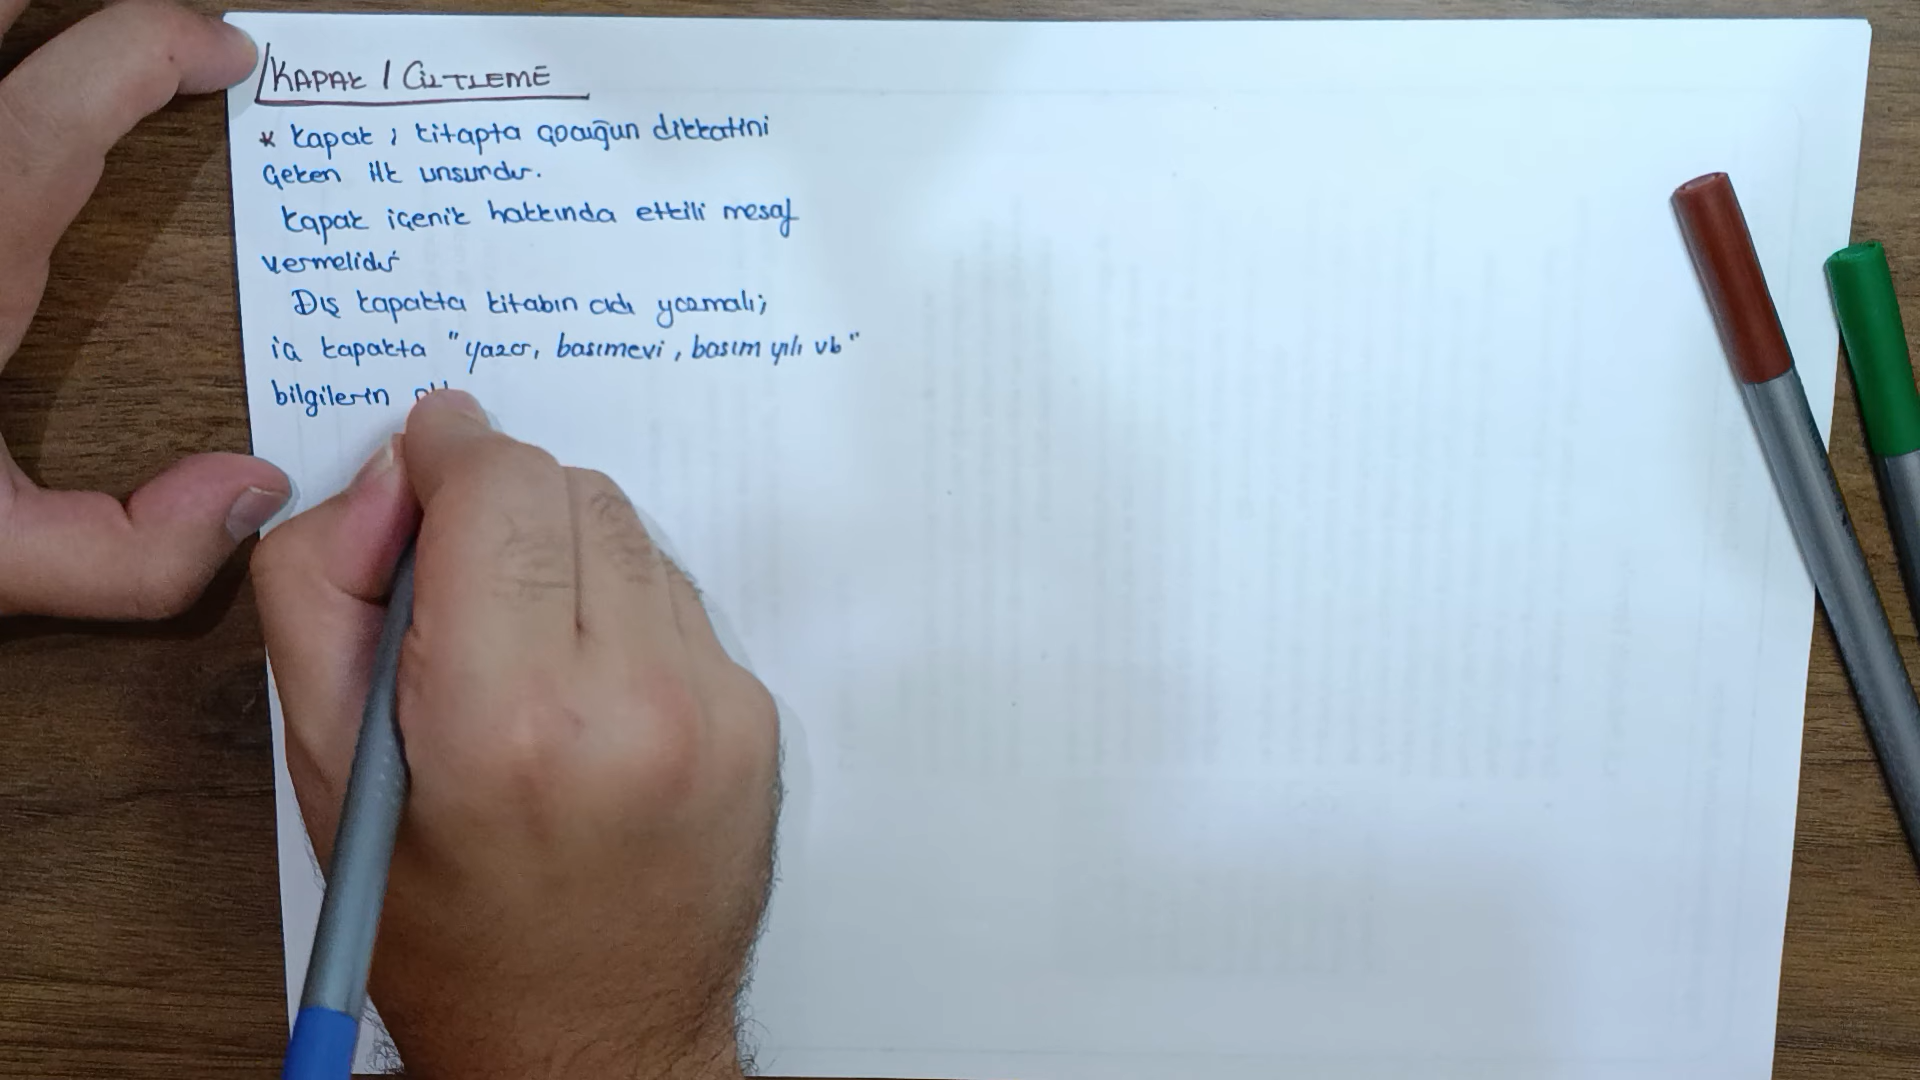 KAPAK / CİLTLEME
* Kapak, kitapta çocuğun dikkatini
çeken ilk unsurdur.
Kapak içerik hakkında etkili mesaj
vermelidir
Dış kapakta kitabın adı yazmalı;
iç kapakta "yazar, basımevi, basım yılı vb"
bilgilerin